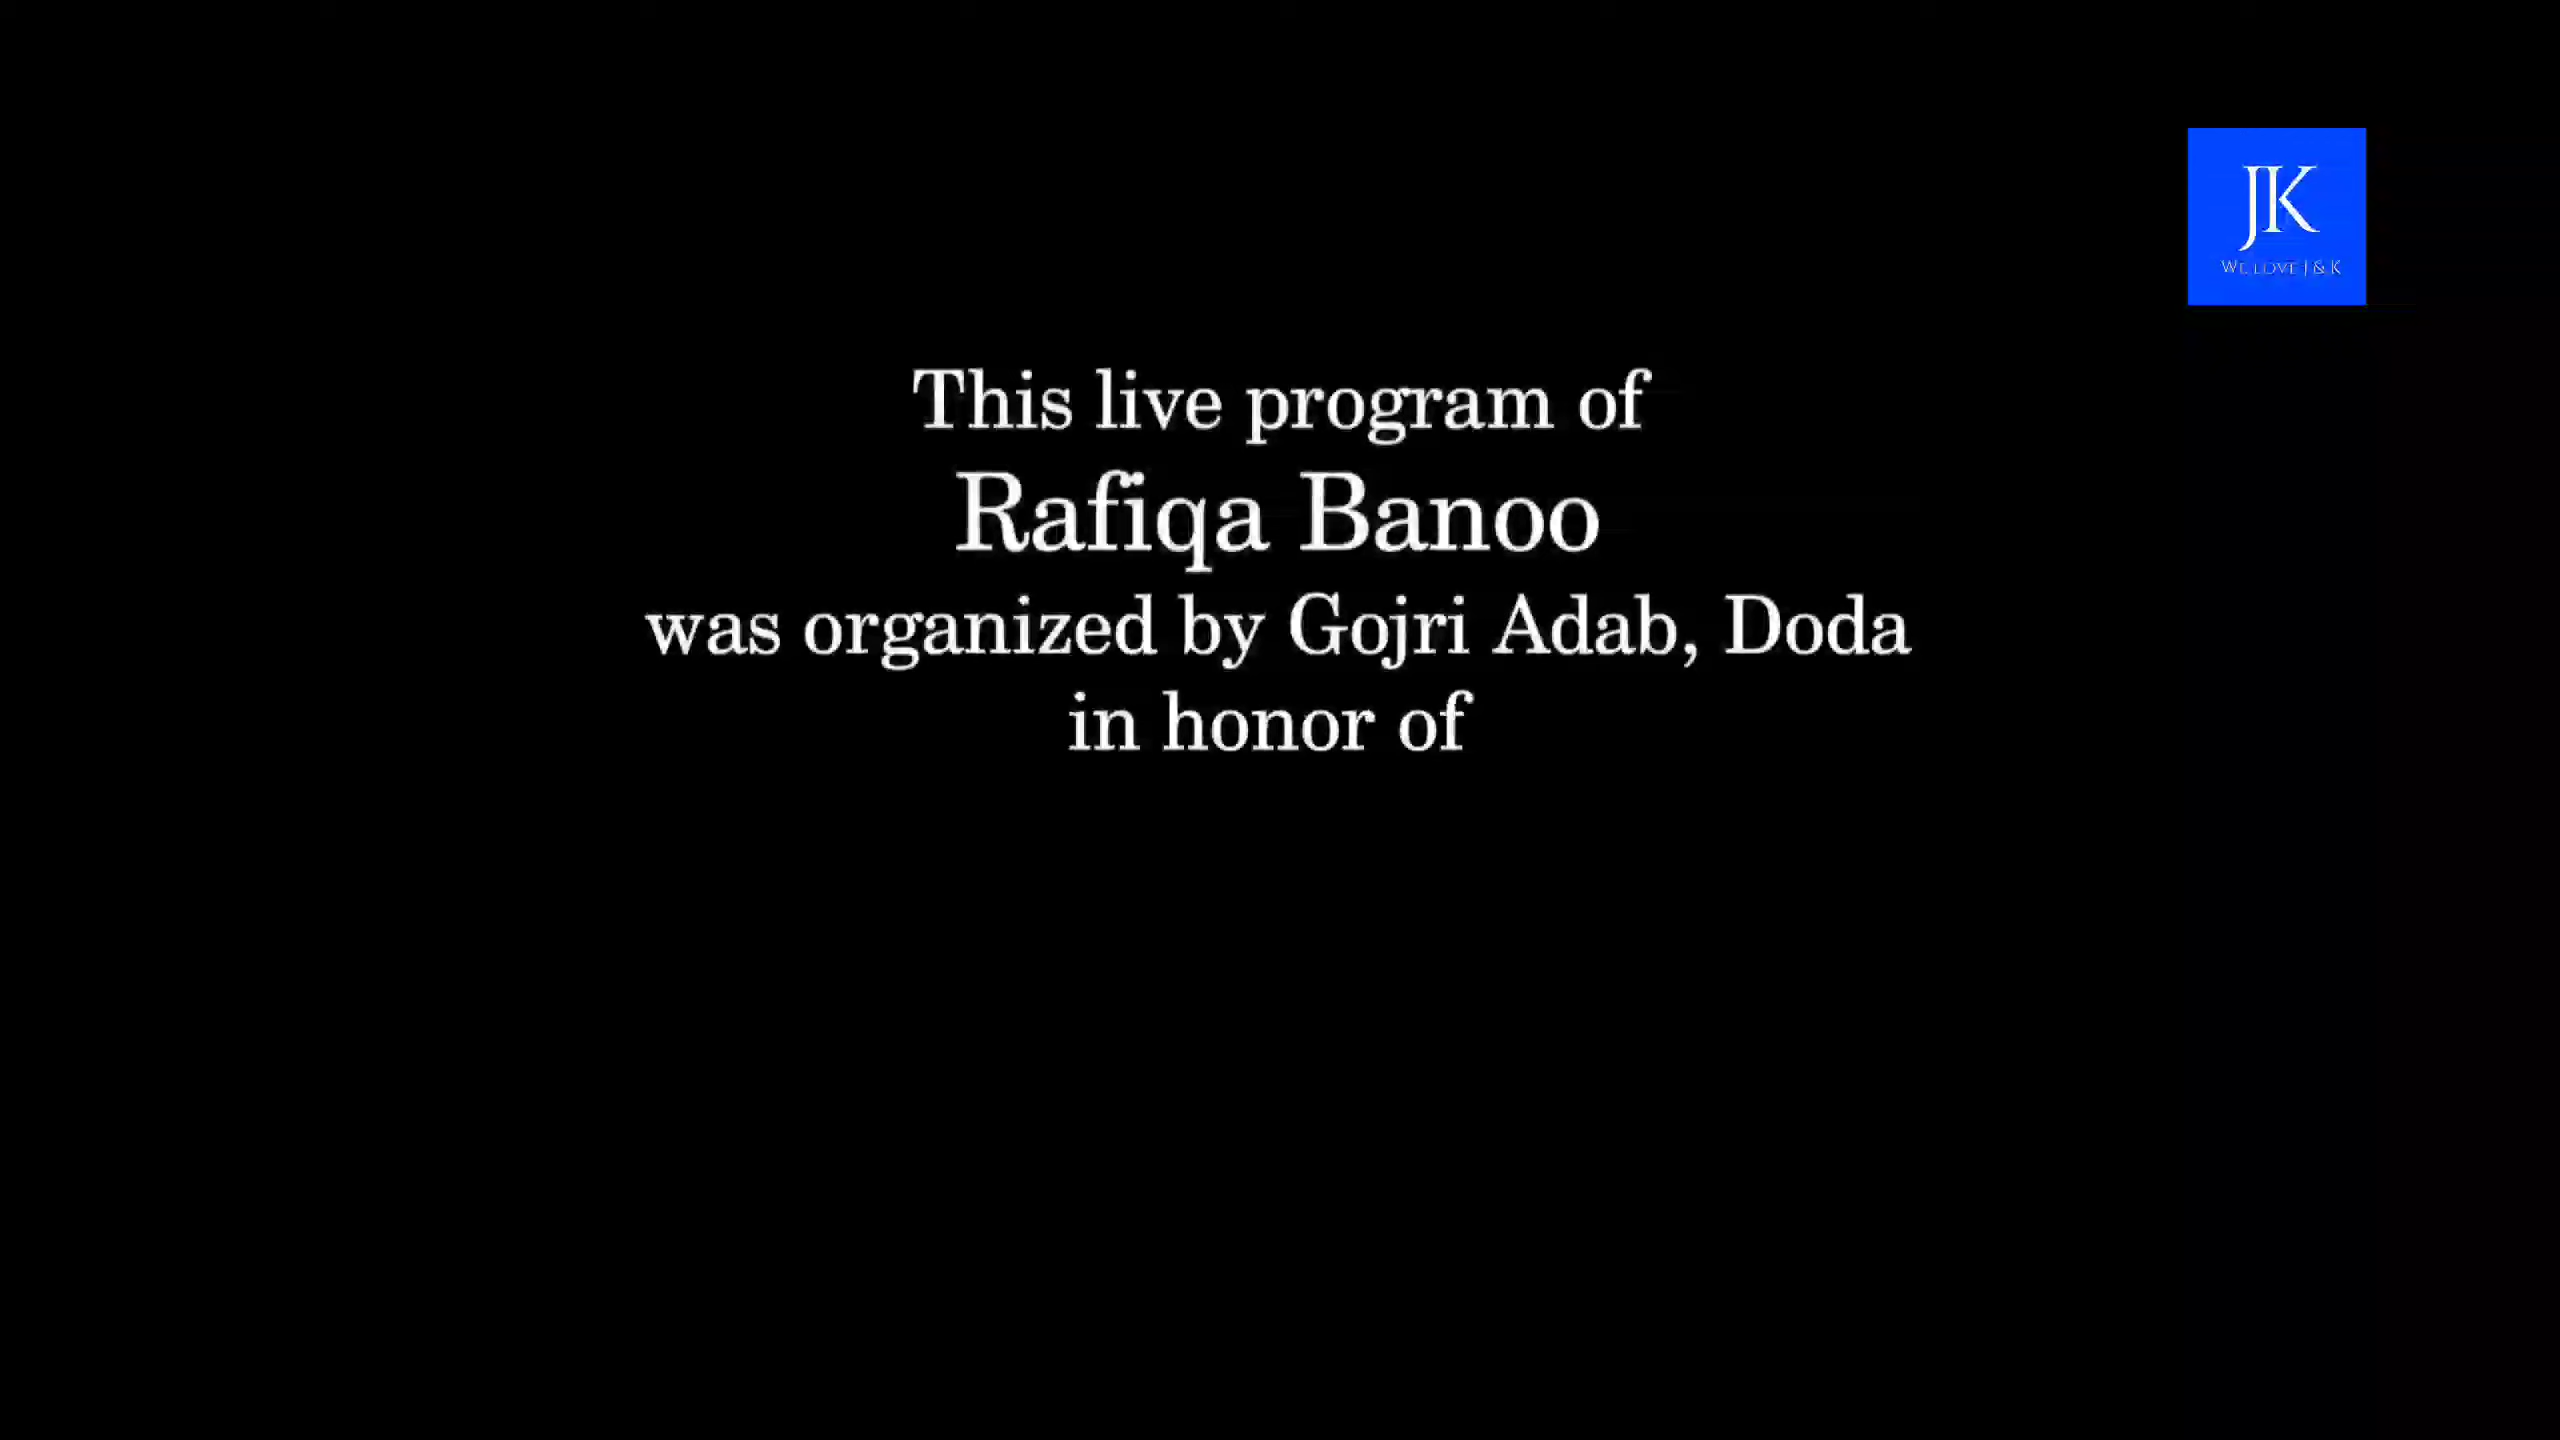 JK
WE LOVE J & K
This live program of
Rafiqa Banoo
was organized by Gojri Adab, Doda
in honor of